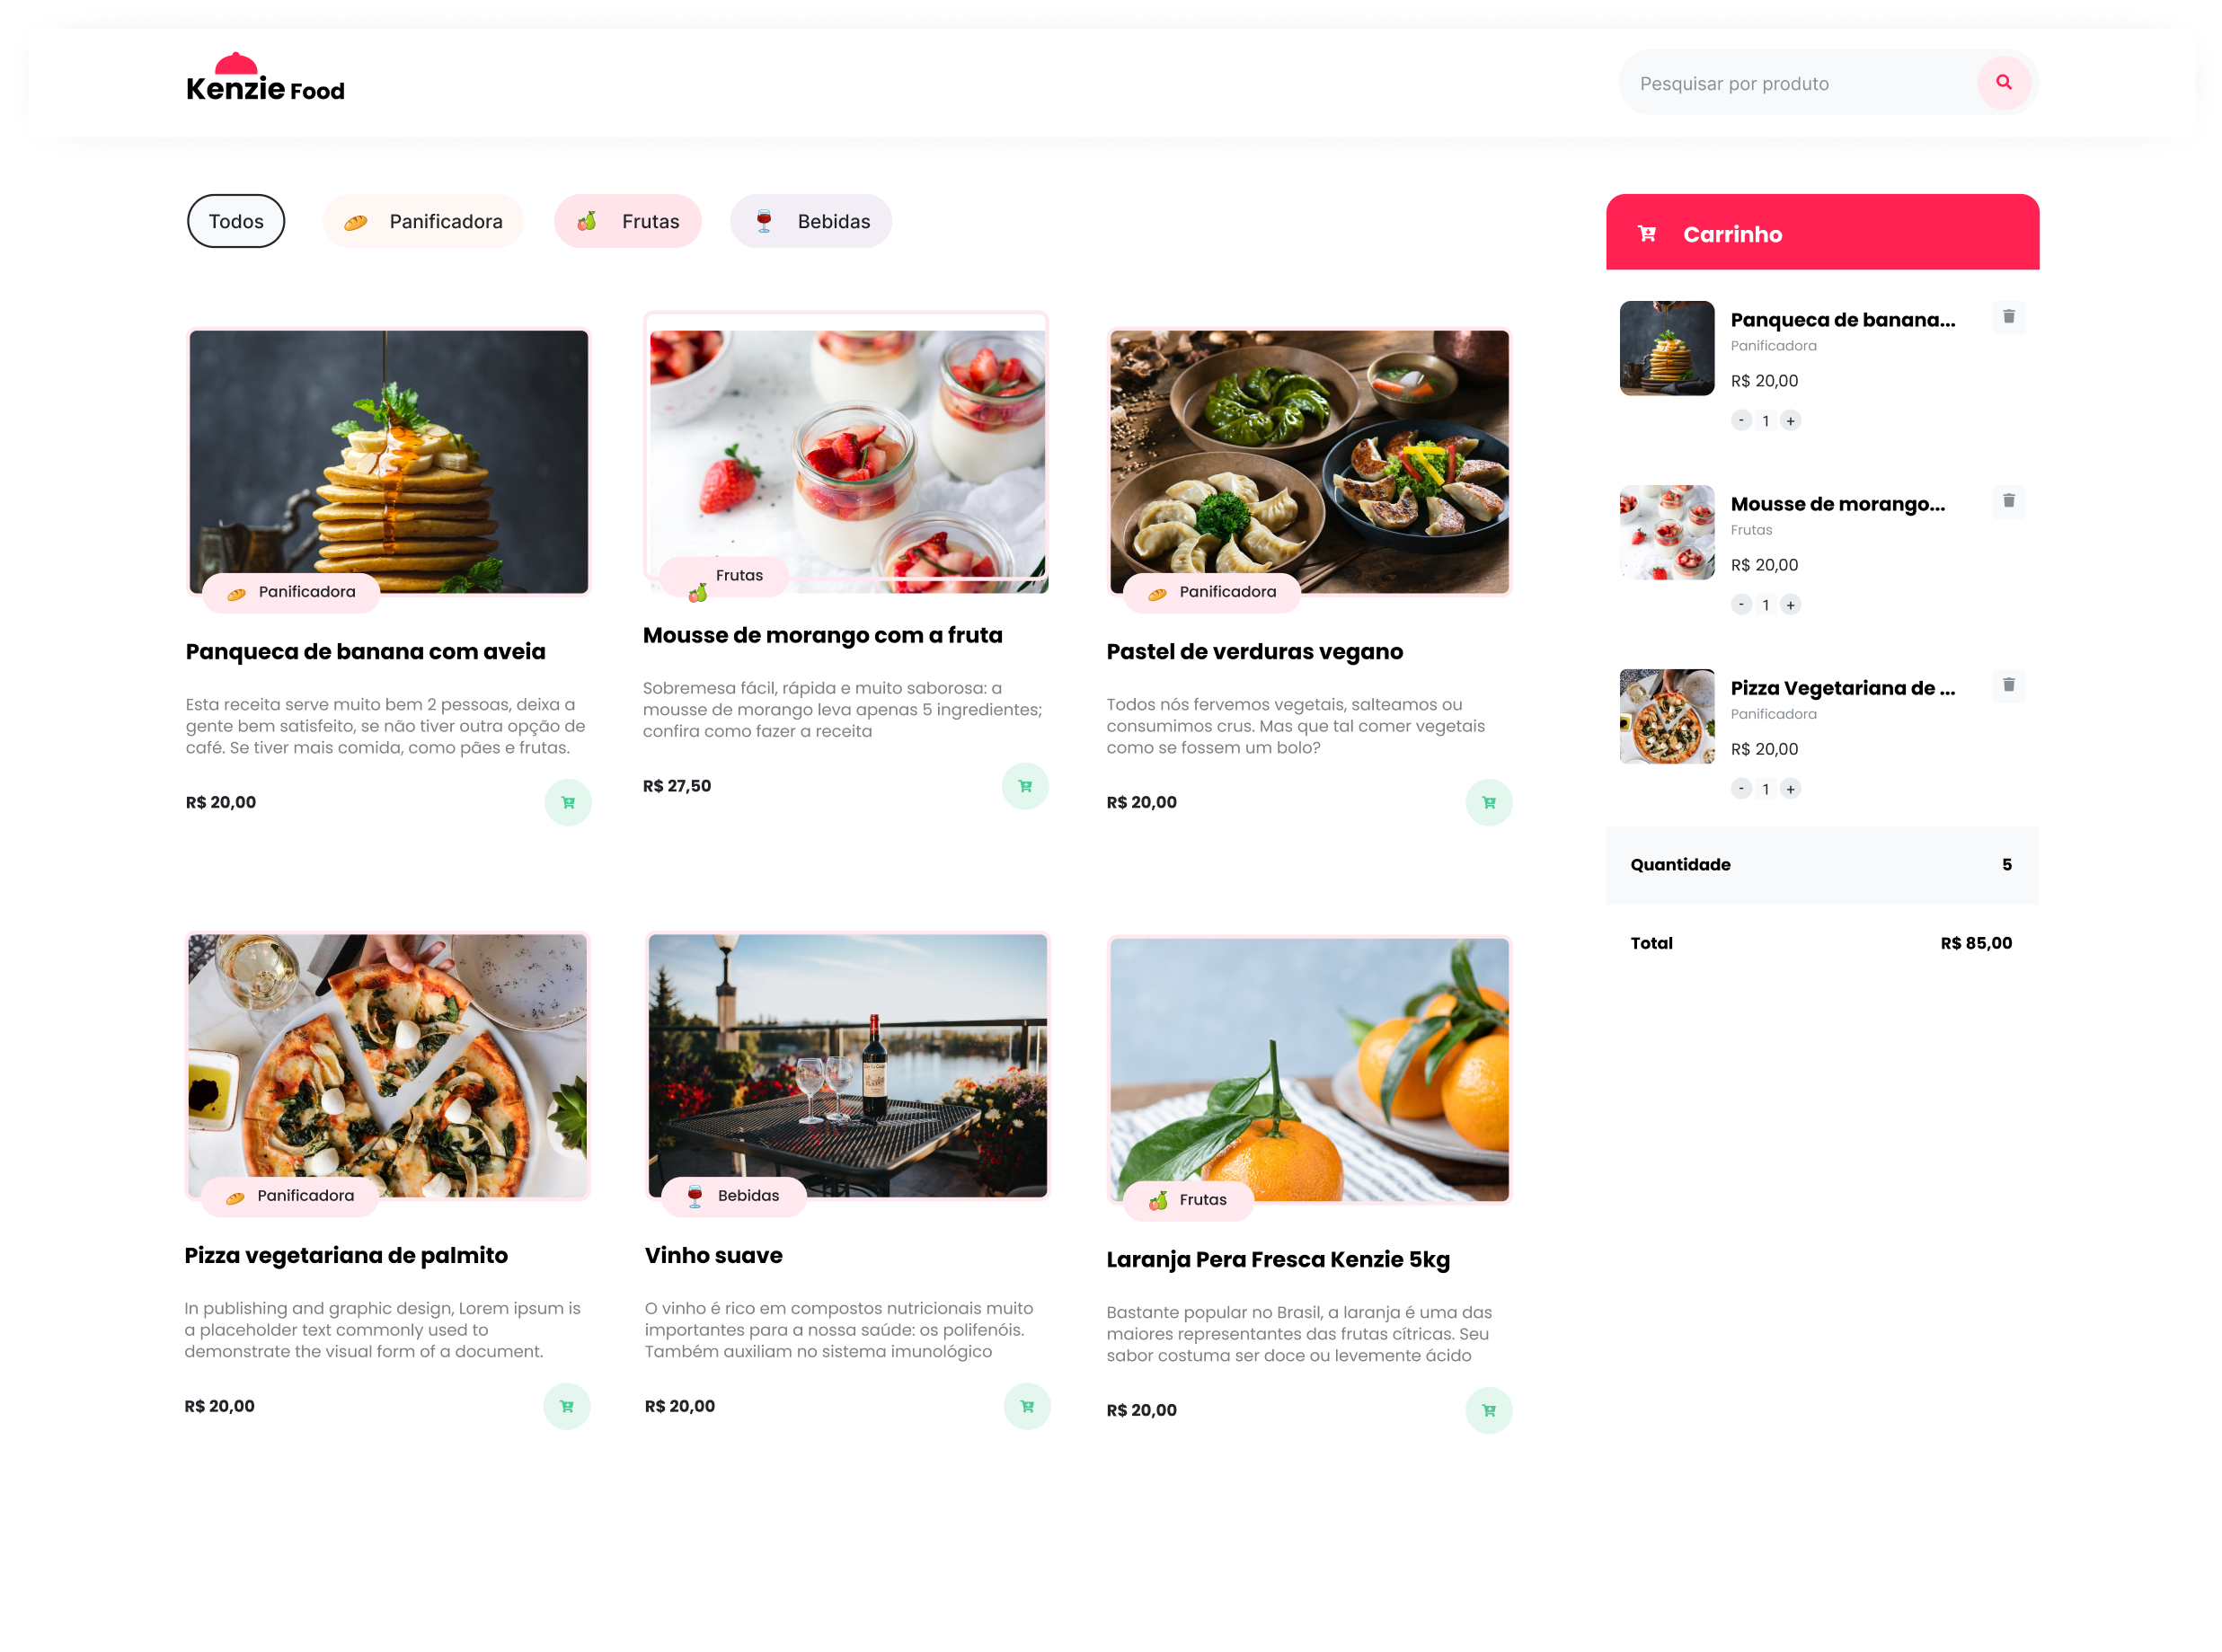 Kenzie Food
Pesquisar por produto
Todos
Panificadora
Frutas
Bebidas
Panificadora
Panqueca de banana com aveia
Esta receita serve muito bem 2 pessoas, deixa a
gente bem satisfeito, se não tiver outra opção de
café. Se tiver mais comida, como pães e frutas.
R$ 20,00
Frutas
Mousse de morango com a fruta
Sobremesa fácil, rápida e muito saborosa: a
mousse de morango leva apenas 5 ingredientes;
confira como fazer a receita
R$ 27,50
Panificadora
Pastel de verduras vegano
Todos nós fervemos vegetais, salteamos ou
consumimos crus. Mas que tal comer vegetais
como se fossem um bolo?
R$ 20,00
Panificadora
Pizza vegetariana de palmito
In publishing and graphic design, Lorem ipsum is
a placeholder text commonly used to
demonstrate the visual form of a document.
R$ 20,00
Bebidas
Vinho suave
O vinho é rico em compostos nutricionais muito
importantes para a nossa saúde: os polifenóis.
Também auxiliam no sistema imunológico
R$ 20,00
Frutas
Laranja Pera Fresca Kenzie 5kg
Bastante popular no Brasil, a laranja é uma das
maiores representantes das frutas cítricas. Seu
sabor costuma ser doce ou levemente ácido
R$ 20,00
Carrinho
Panqueca de banana...
Panificadora
R$ 20,00
- 1 +
Mousse de morango...
Frutas
R$ 20,00
- 1 +
Pizza Vegetariana de ...
Panificadora
R$ 20,00
- 1 +
Quantidade 5
Total R$ 85,00